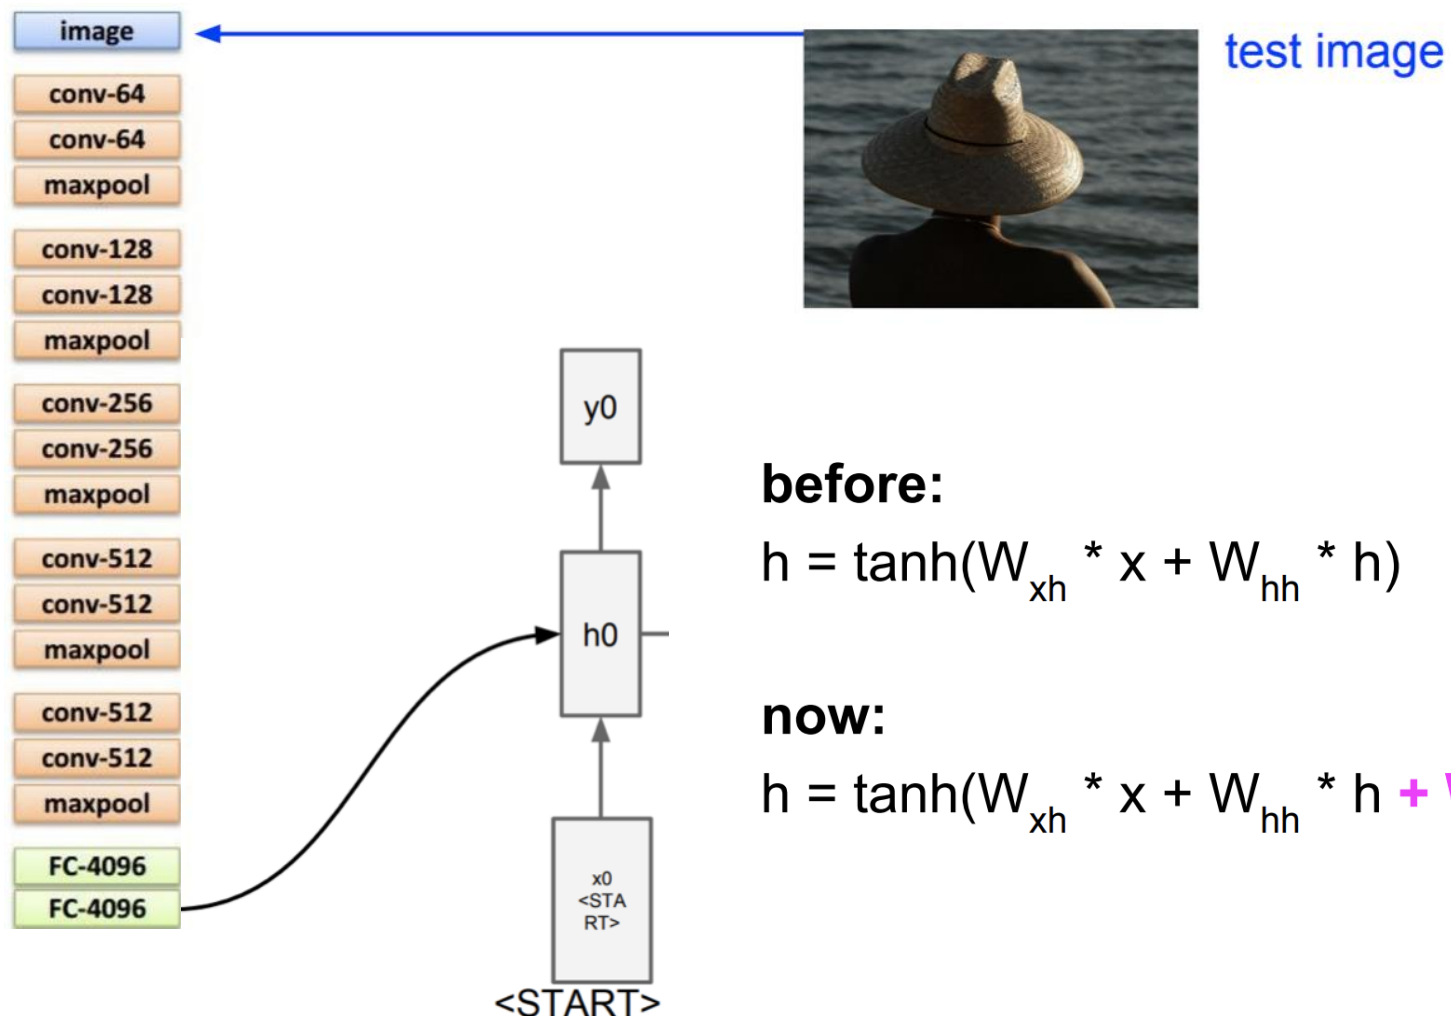 image
test image
conv-64
conv-64
maxpool
conv-128
conv-128
maxpool
conv-256
conv-256
maxpool
conv-512
conv-512
maxpool
conv-512
conv-512
maxpool
FC-4096
FC-4096
y0
h0
x0
<STA
RT>
<START>
before:
h = tanh(Wxh * x + Whh * h)
now:
h = tanh(Wxh * x + Whh * h +